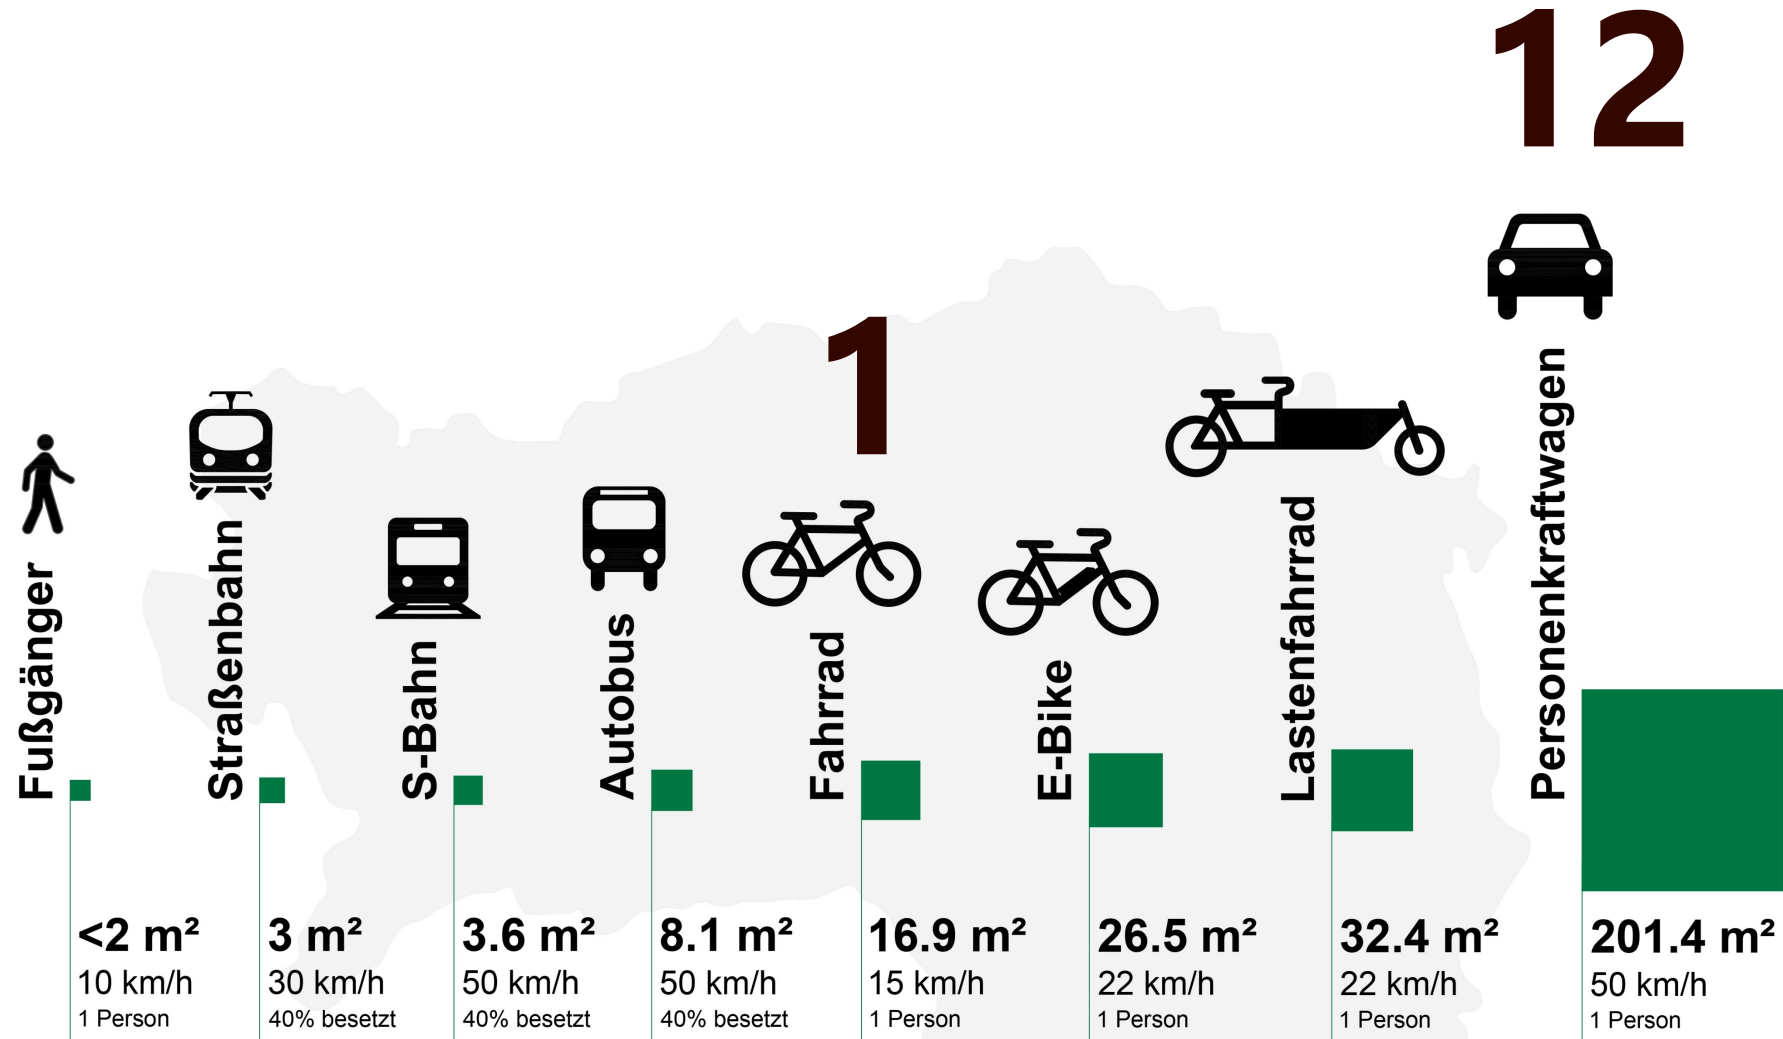 12
1
Fußgänger
Straßenbahn
S-Bahn
Autobus
Fahrrad
E-Bike
Lastenfahrrad
Personenkraftwagen
<2 m²
10 km/h
1 Person
3 m²
30 km/h
40% besetzt
3.6 m²
50 km/h
40% besetzt
8.1 m²
50 km/h
40% besetzt
16.9 m²
15 km/h
1 Person
26.5 m²
22 km/h
1 Person
32.4 m²
22 km/h
1 Person
201.4 m²
50 km/h
1 Person